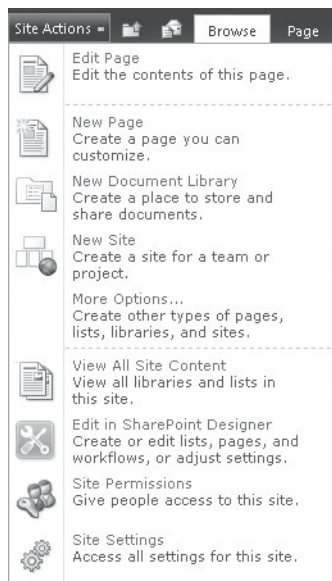 Site Actions
Browse
Page
Edit Page
Edit the contents of this page.
New Page
Create a page you can
customize.
New Document Library
Create a place to store and
share documents.
New Site
Create a site for a team or
project.
More Options...
Create other types of pages,
lists, libraries, and sites.
View All Site Content
View all libraries and lists in
this site.
Edit in SharePoint Designer
Create or edit lists, pages, and
workflows, or adjust settings.
Site Permissions
Give people access to this site.
Site Settings
Access all settings for this site.